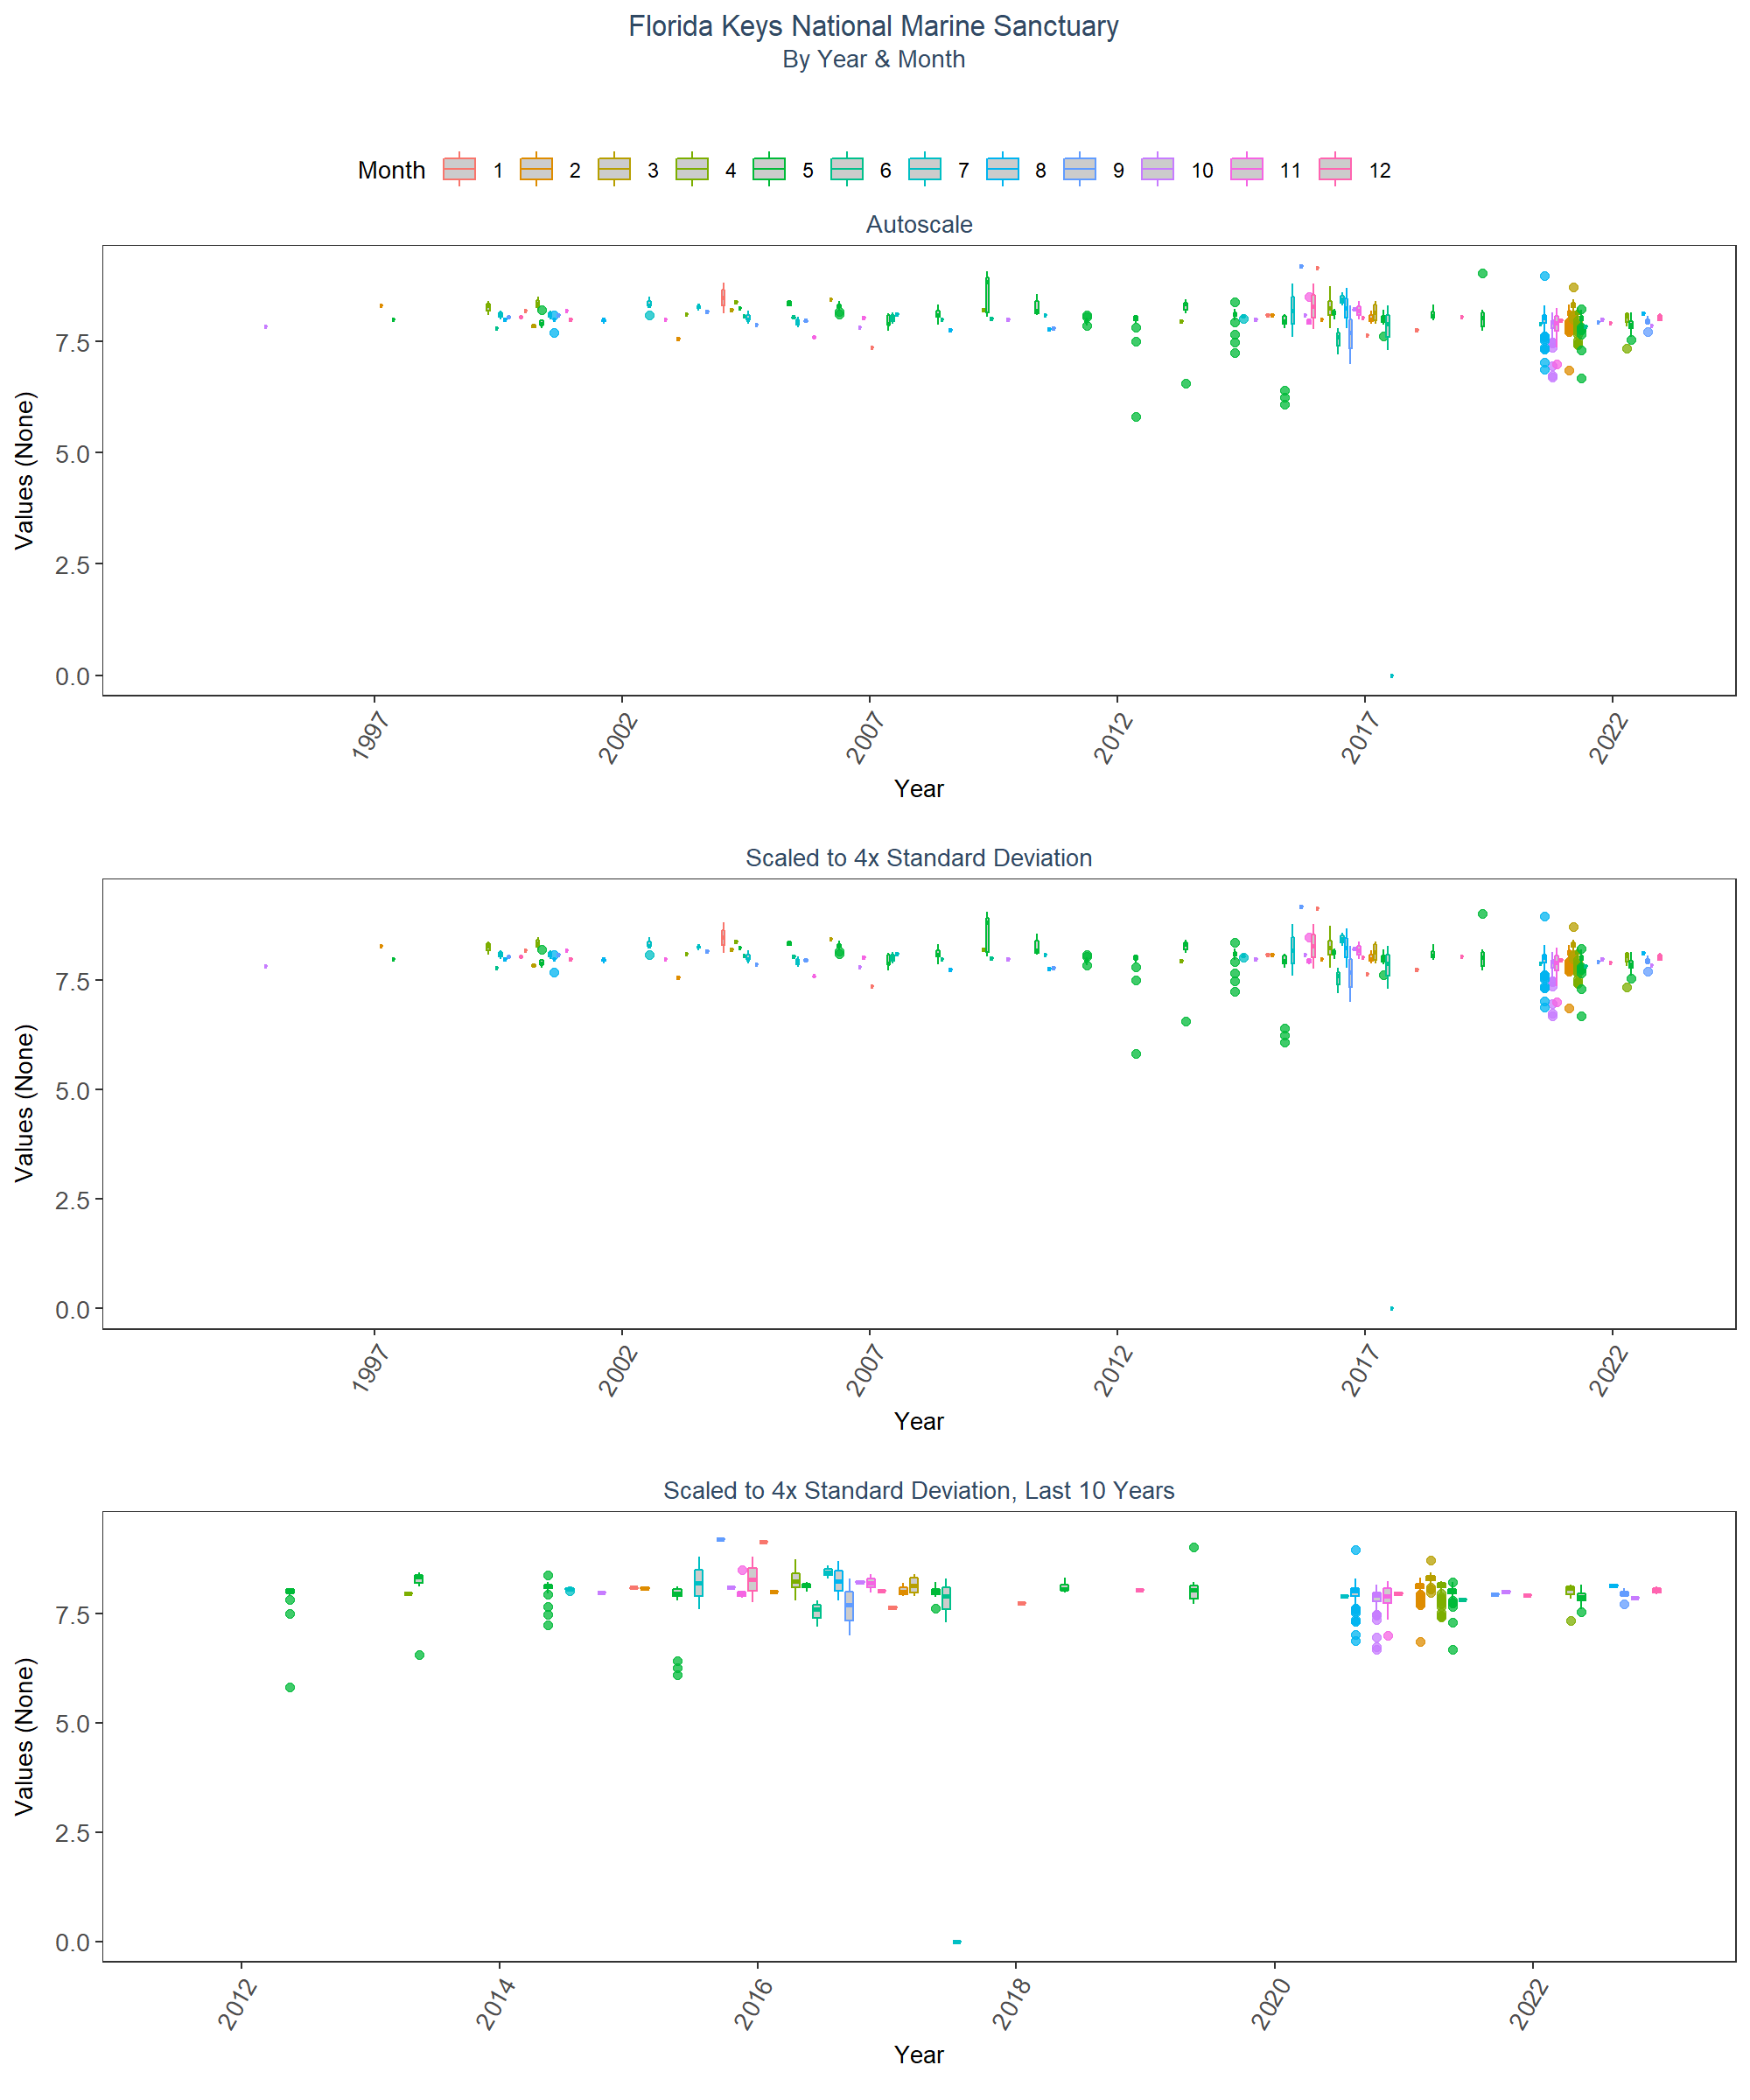 Florida Keys National Marine Sanctuary
By Year & Month
Month 1 2 3 4 5 6 7 8 9 10 11 12
Autoscale
Values (None)
7.5
5.0
2.5
0.0
1997 2002 2007 2012 2017 2022
Year
Scaled to 4x Standard Deviation
Values (None)
7.5
5.0
2.5
0.0
1997 2002 2007 2012 2017 2022
Year
Scaled to 4x Standard Deviation, Last 10 Years
Values (None)
7.5
5.0
2.5
0.0
2012 2014 2016 2018 2020 2022
Year